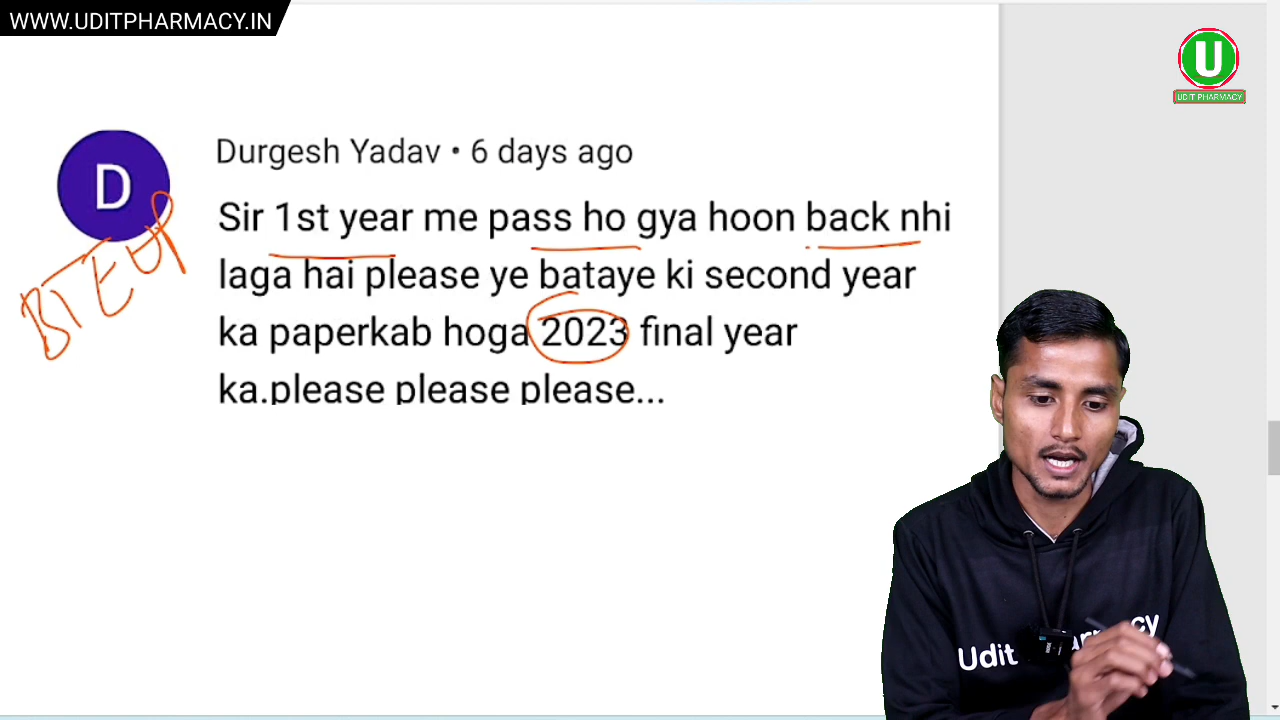 WWW.UDITPHARMACY.IN
U
UDIT PHARMACY
D
Durgesh Yadav • 6 days ago
Sir 1st year me pass ho gya hoon back nhi
laga hai please ye bataye ki second year
ka paperkab hoga 2023 final year
ka.please please please...
BTEUP
Udit Pharmacy